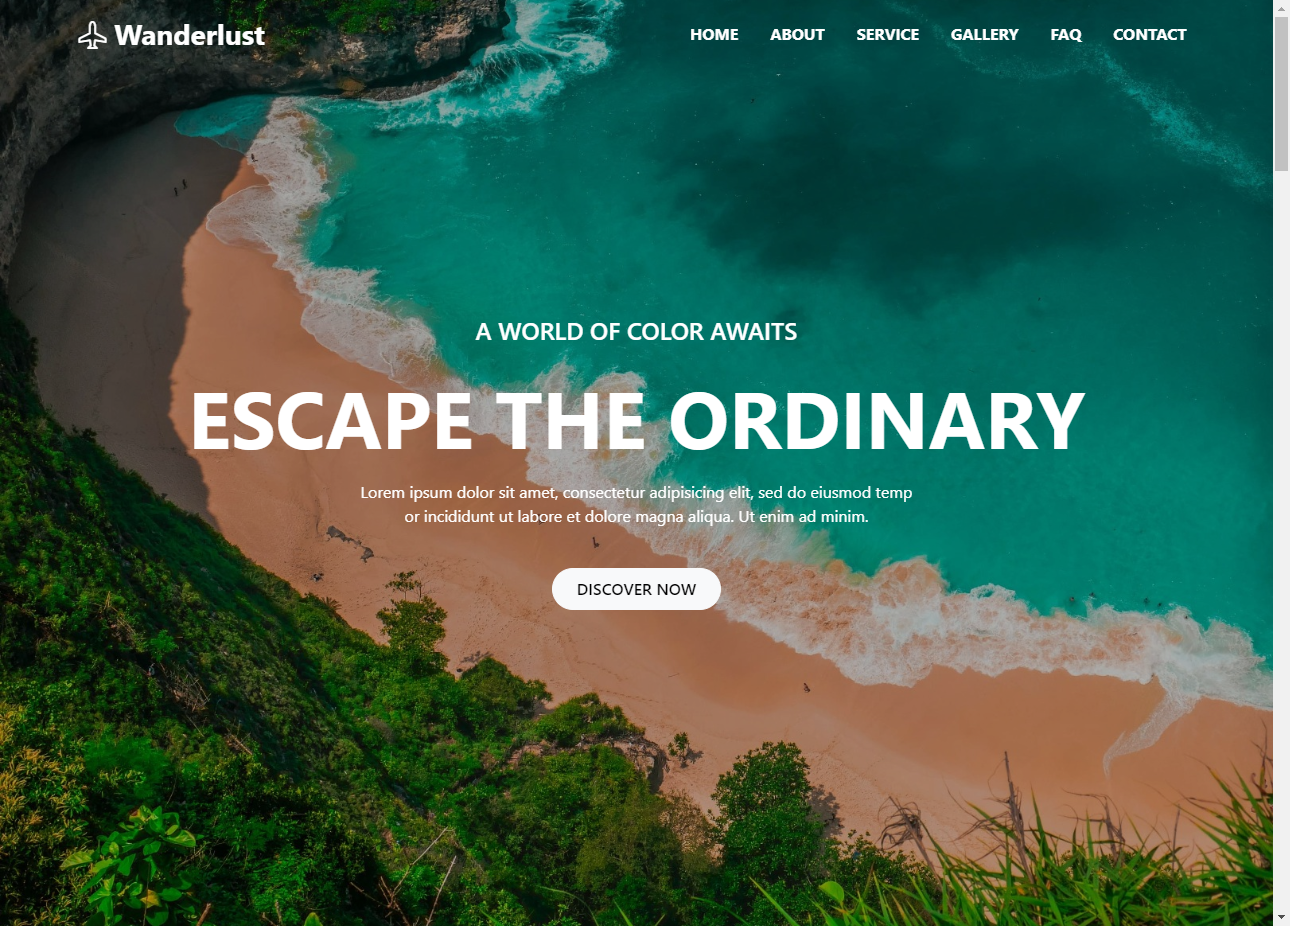 Wanderlust
HOME ABOUT SERVICE GALLERY FAQ CONTACT
A WORLD OF COLOR AWAITS
ESCAPE THE ORDINARY
Lorem ipsum dolor sit amet, consectetur adipisicing elit, sed do eiusmod temp
or incididunt ut labore et dolore magna aliqua. Ut enim ad minim.
DISCOVER NOW